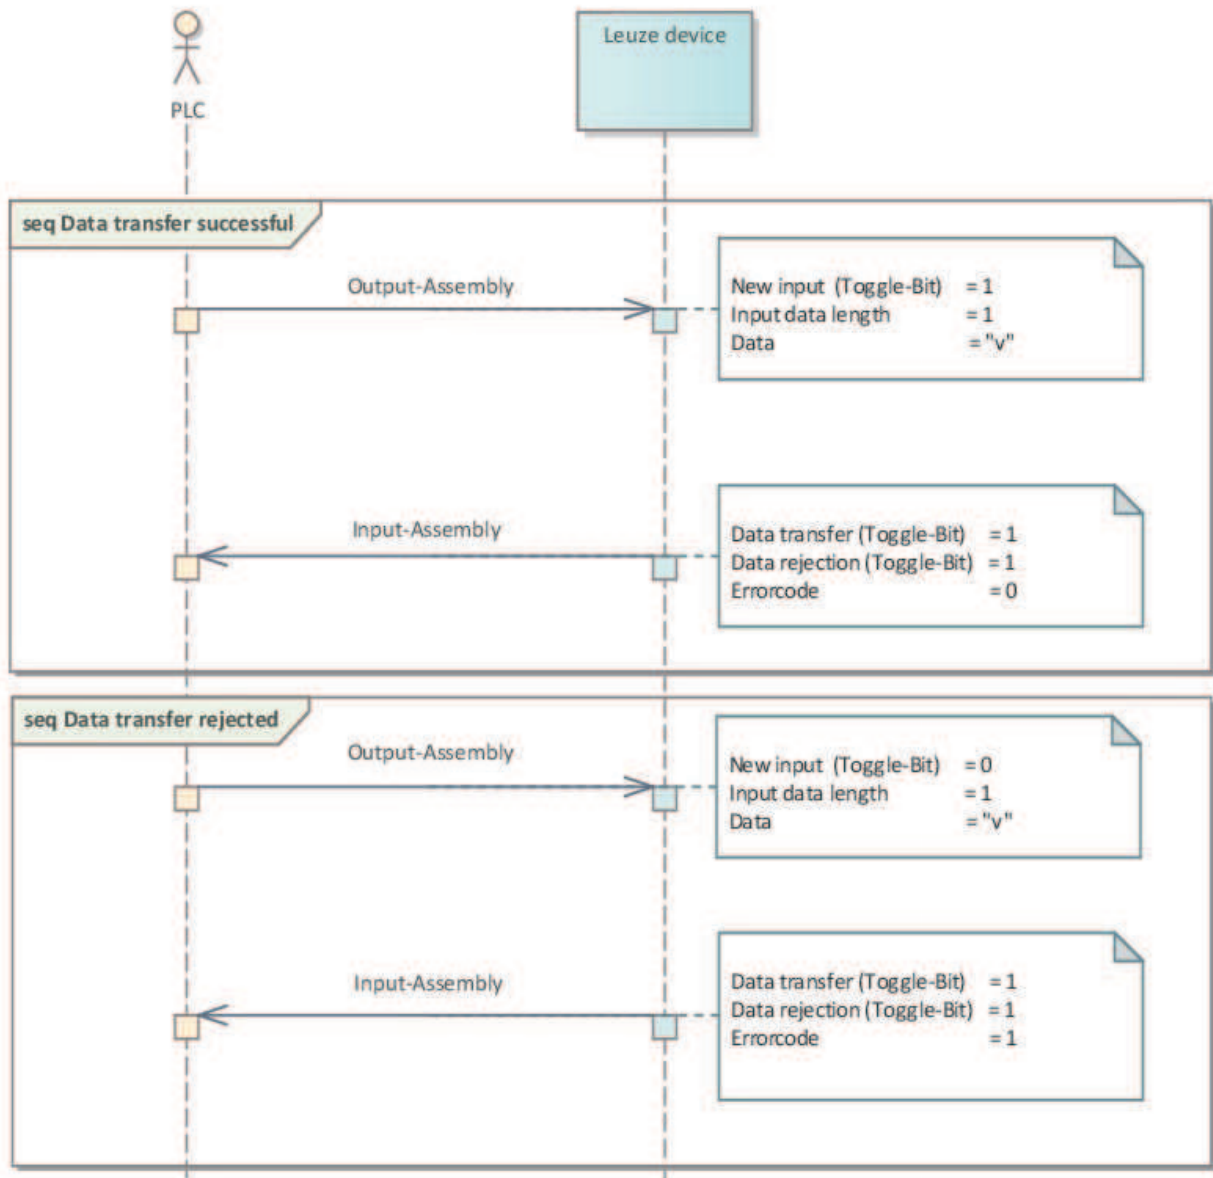 PLC
Leuze device
seq Data transfer successful
Output-Assembly
New input (Toggle-Bit) = 1
Input data length = 1
Data = "v"
Input-Assembly
Data transfer (Toggle-Bit) = 1
Data rejection (Toggle-Bit) = 1
Errorcode = 0
seq Data transfer rejected
Output-Assembly
New input (Toggle-Bit) = 0
Input data length = 1
Data = "v"
Input-Assembly
Data transfer (Toggle-Bit) = 1
Data rejection (Toggle-Bit) = 1
Errorcode = 1